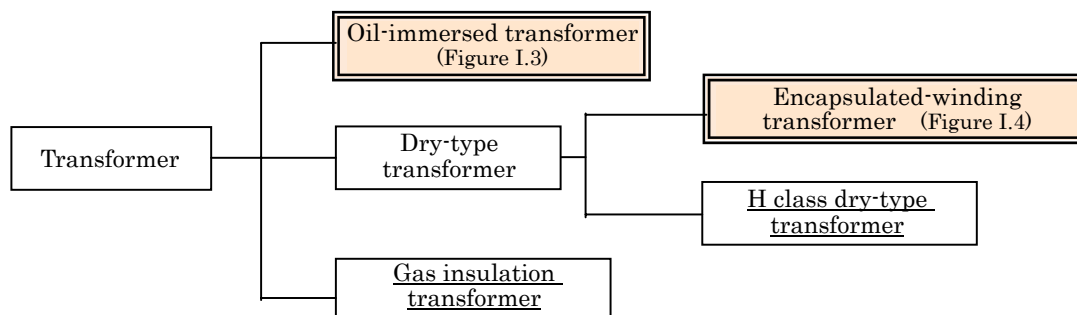 Oil-immersed transformer
(Figure I.3)
Encapsulated-winding
transformer (Figure I.4)
Transformer
Dry-type
transformer
H class dry-type
transformer
Gas insulation
transformer